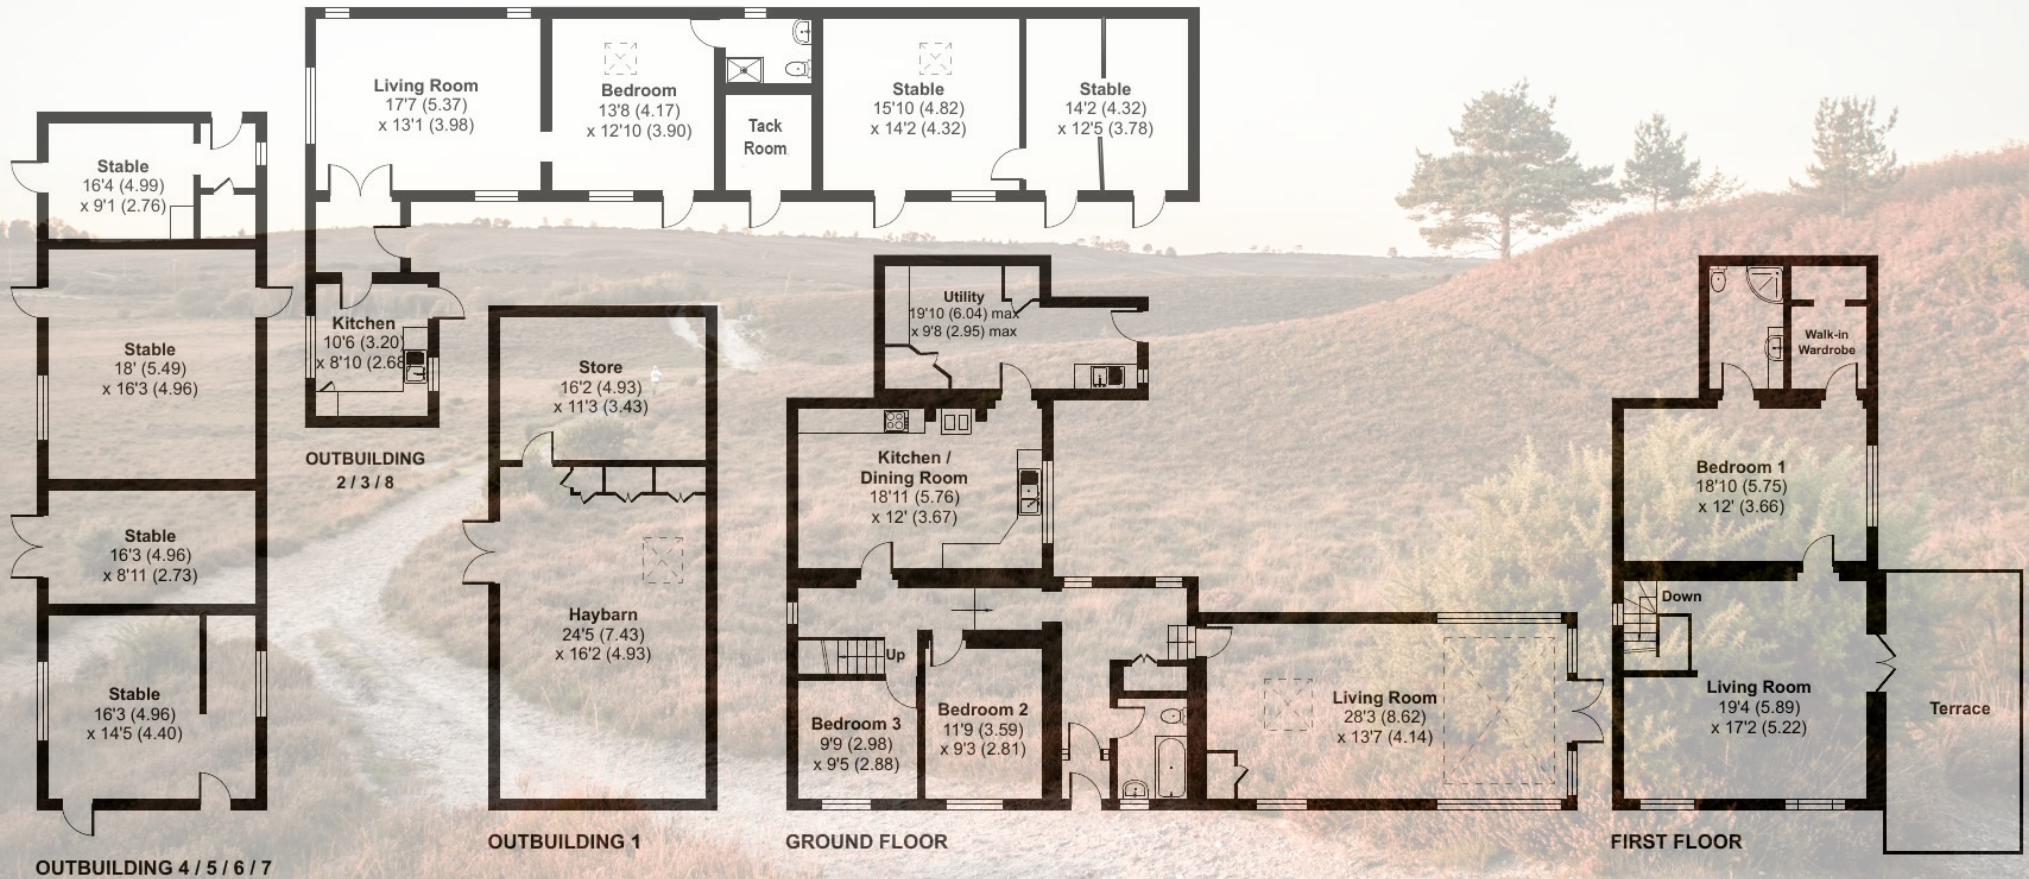 Living Room
17'7 (5.37)
x 13'1 (3.98)
Bedroom
13'8 (4.17)
x 12'10 (3.90)
Tack
Room
Stable
15'10 (4.82)
x 14'2 (4.32)
Stable
14'2 (4.32)
x 12'5 (3.78)
Kitchen
10'6 (3.20)
x 8'10 (2.68
OUTBUILDING
2 / 3 / 8
Stable
16'4 (4.99)
x 9'1 (2.76)
Stable
18' (5.49)
x 16'3 (4.96)
Stable
16'3 (4.96)
x 8'11 (2.73)
Stable
16'3 (4.96)
x 14'5 (4.40)
OUTBUILDING 4 / 5 / 6 / 7
Store
16'2 (4.93)
x 11'3 (3.43)
Haybarn
24'5 (7.43)
x 16'2 (4.93)
OUTBUILDING 1
Utility
19'10 (6.04) max
x 9'8 (2.95) max
Kitchen /
Dining Room
18'11 (5.76)
x 12' (3.67)
Up
Bedroom 3
9'9 (2.98)
x 9'5 (2.88)
Bedroom 2
11'9 (3.59)
x 9'3 (2.81)
Living Room
28'3 (8.62)
x 13'7 (4.14)
GROUND FLOOR
Walk-in
Wardrobe
Bedroom 1
18'10 (5.75)
x 12' (3.66)
Down
Living Room
19'4 (5.89)
x 17'2 (5.22)
Terrace
FIRST FLOOR